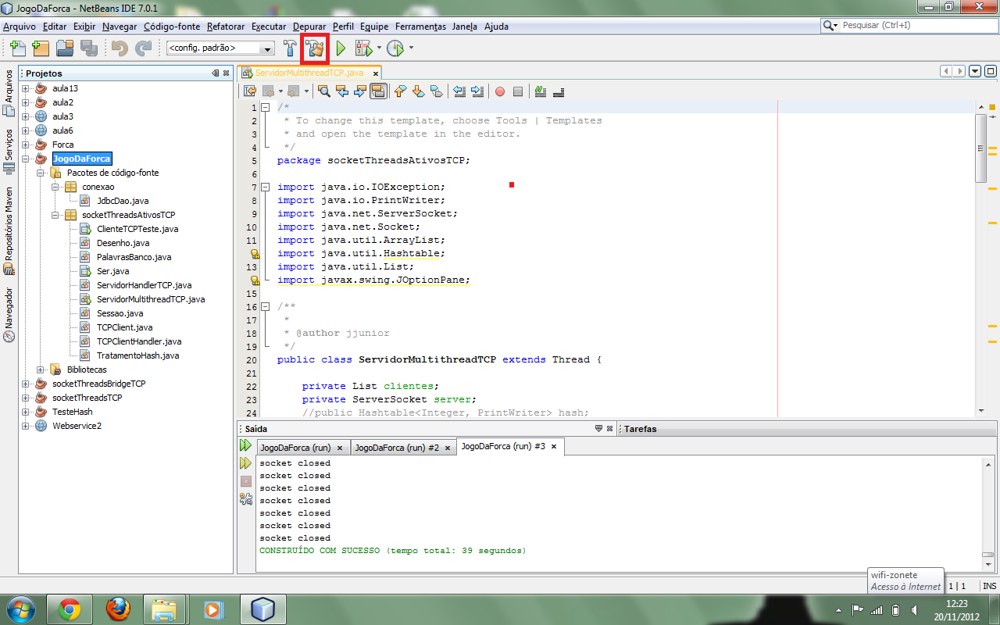 JogoDaForca - NetBeans IDE 7.0.1
Arquivo Editar Exibir Navegar Código-fonte Refatorar Executar Depurar Perfil Equipe Ferramentas Janela Ajuda
Pesquisar (Ctrl+I)
<config. padrão>
Arquivos
Serviços
Repositórios Maven
Navegador
Projetos
aula13
aula2
aula3
aula6
Forca
JogoDaForca
Pacotes de código-fonte
conexao
JdbcDao.java
socketThreadsAtivosTCP
ClienteTCPTeste.java
Desenho.java
PalavrasBanco.java
Ser.java
ServidorHandlerTCP.java
ServidorMultithreadTCP.java
Sessao.java
TCPClient.java
TCPClientHandler.java
TratamentoHash.java
Bibliotecas
socketThreadsBridgeTCP
socketThreadsTCP
TesteHash
Webservice2
ServidorMultithreadTCP.java
1 /*
2 * To change this template, choose Tools | Templates
3 * and open the template in the editor.
4 */
5 package socketThreadsAtivosTCP;
6
7 import java.io.IOException;
8 import java.io.PrintWriter;
9 import java.net.ServerSocket;
10 import java.net.Socket;
11 import java.util.ArrayList;
import java.util.Hashtable;
13 import java.util.List;
import javax.swing.JOptionPane;
15
16 /**
17 *
18 * @author jjunior
19 */
20 public class ServidorMultithreadTCP extends Thread {
21
22 private List clientes;
23 private ServerSocket server;
24 //public Hashtable<Integer, PrintWriter> hash;
Saída
Tarefas
JogoDaForca (run) JogoDaForca (run) #2 JogoDaForca (run) #3
socket closed
socket closed
socket closed
socket closed
socket closed
socket closed
socket closed
CONSTRUÍDO COM SUCESSO (tempo total: 39 segundos)
wifi-zonete
Acesso à Internet
1 | 1 INS
12:23
20/11/2012